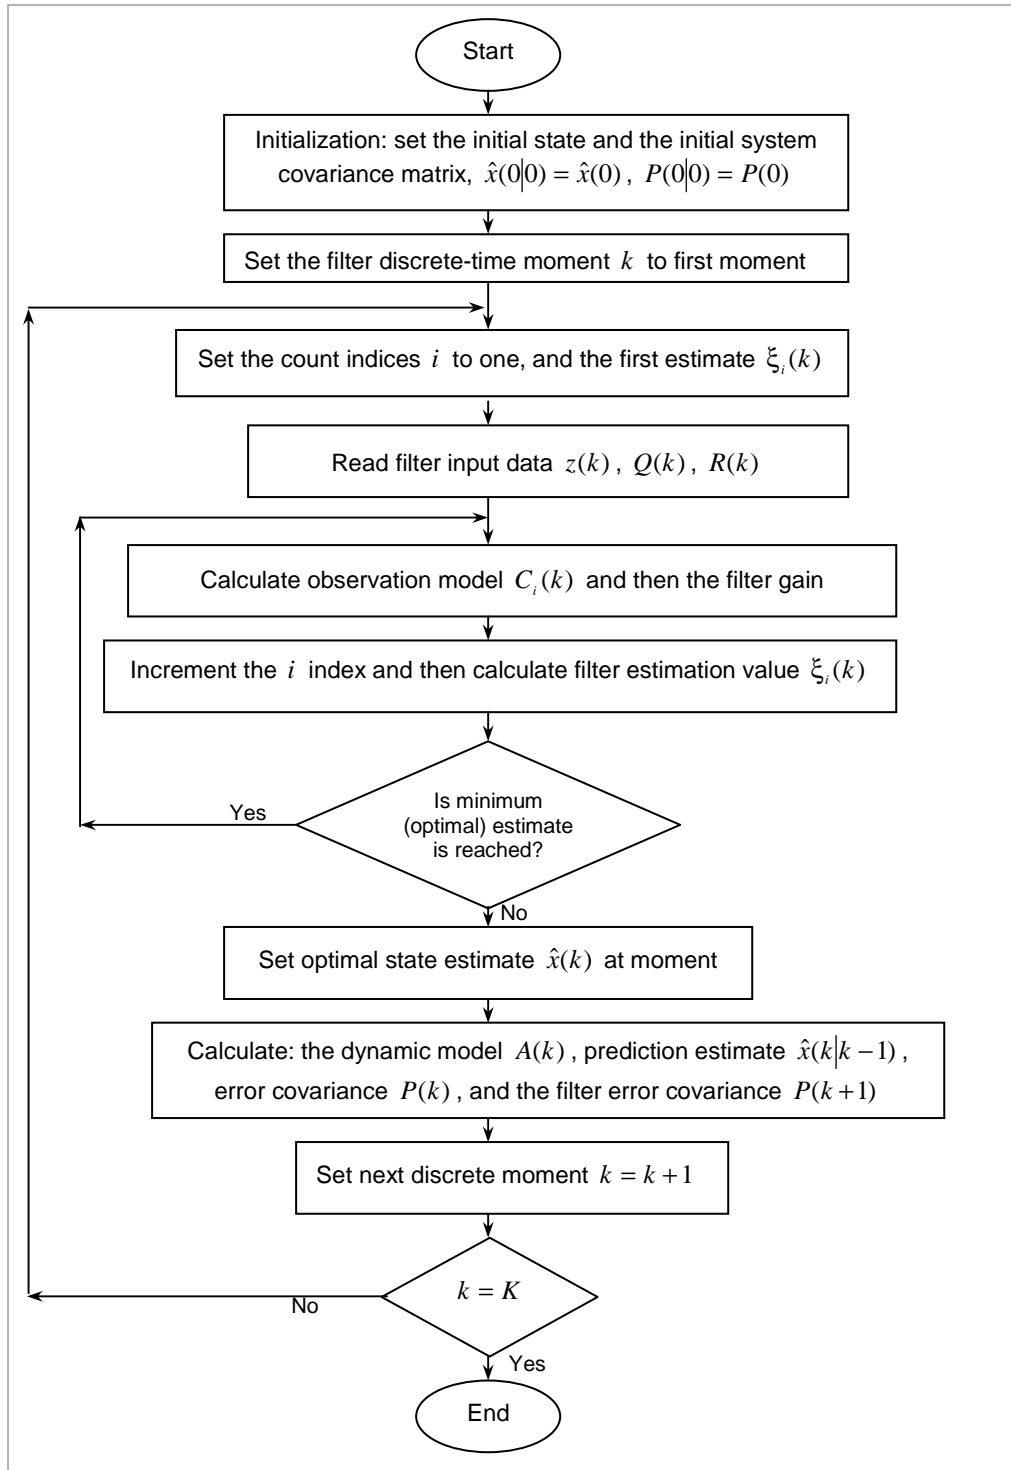 Start
Initialization: set the initial state and the initial system
covariance matrix, x̂(0|0) = x̂(0), P(0|0) = P(0)
Set the filter discrete-time moment k to first moment
Set the count indices i to one, and the first estimate ξᵢ(k)
Read filter input data z(k), Q(k), R(k)
Calculate observation model Cᵢ(k) and then the filter gain
Increment the i index and then calculate filter estimation value ξᵢ(k)
Is minimum
(optimal) estimate
is reached?
Yes
No
Set optimal state estimate x̂(k) at moment
Calculate: the dynamic model A(k), prediction estimate x̂(k|k−1),
error covariance P(k), and the filter error covariance P(k+1)
Set next discrete moment k = k+1
k = K
No
Yes
End